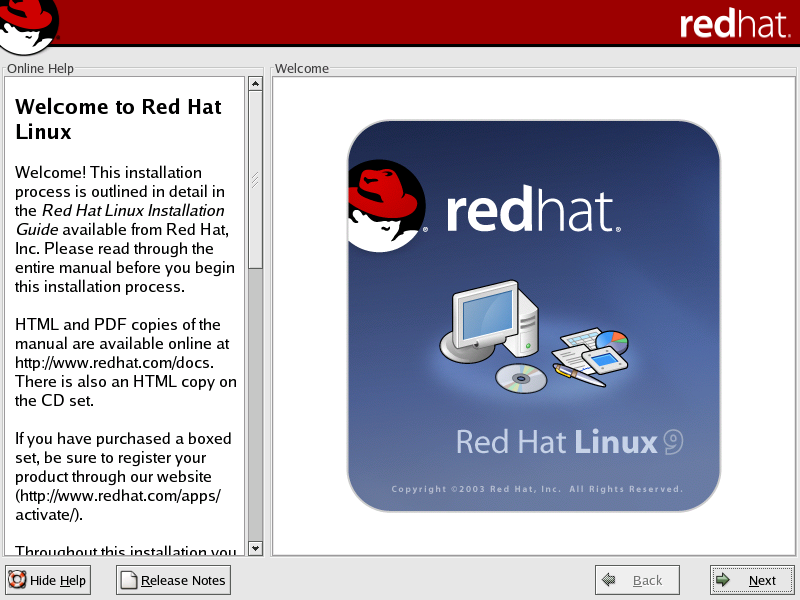 redhat.
Online Help
Welcome
Welcome to Red Hat
Linux
Welcome! This installation
process is outlined in detail in
the Red Hat Linux Installation
Guide available from Red Hat,
Inc. Please read through the
entire manual before you begin
this installation process.
HTML and PDF copies of the
manual are available online at
http://www.redhat.com/docs.
There is also an HTML copy on
the CD set.
If you have purchased a boxed
set, be sure to register your
product through our website
(http://www.redhat.com/apps/
activate/).
Throughout this installation you
® redhat®
Red Hat Linux 9
Copyright ©2003 Red Hat, Inc. All Rights Reserved.
Hide Help
Release Notes
Back
Next